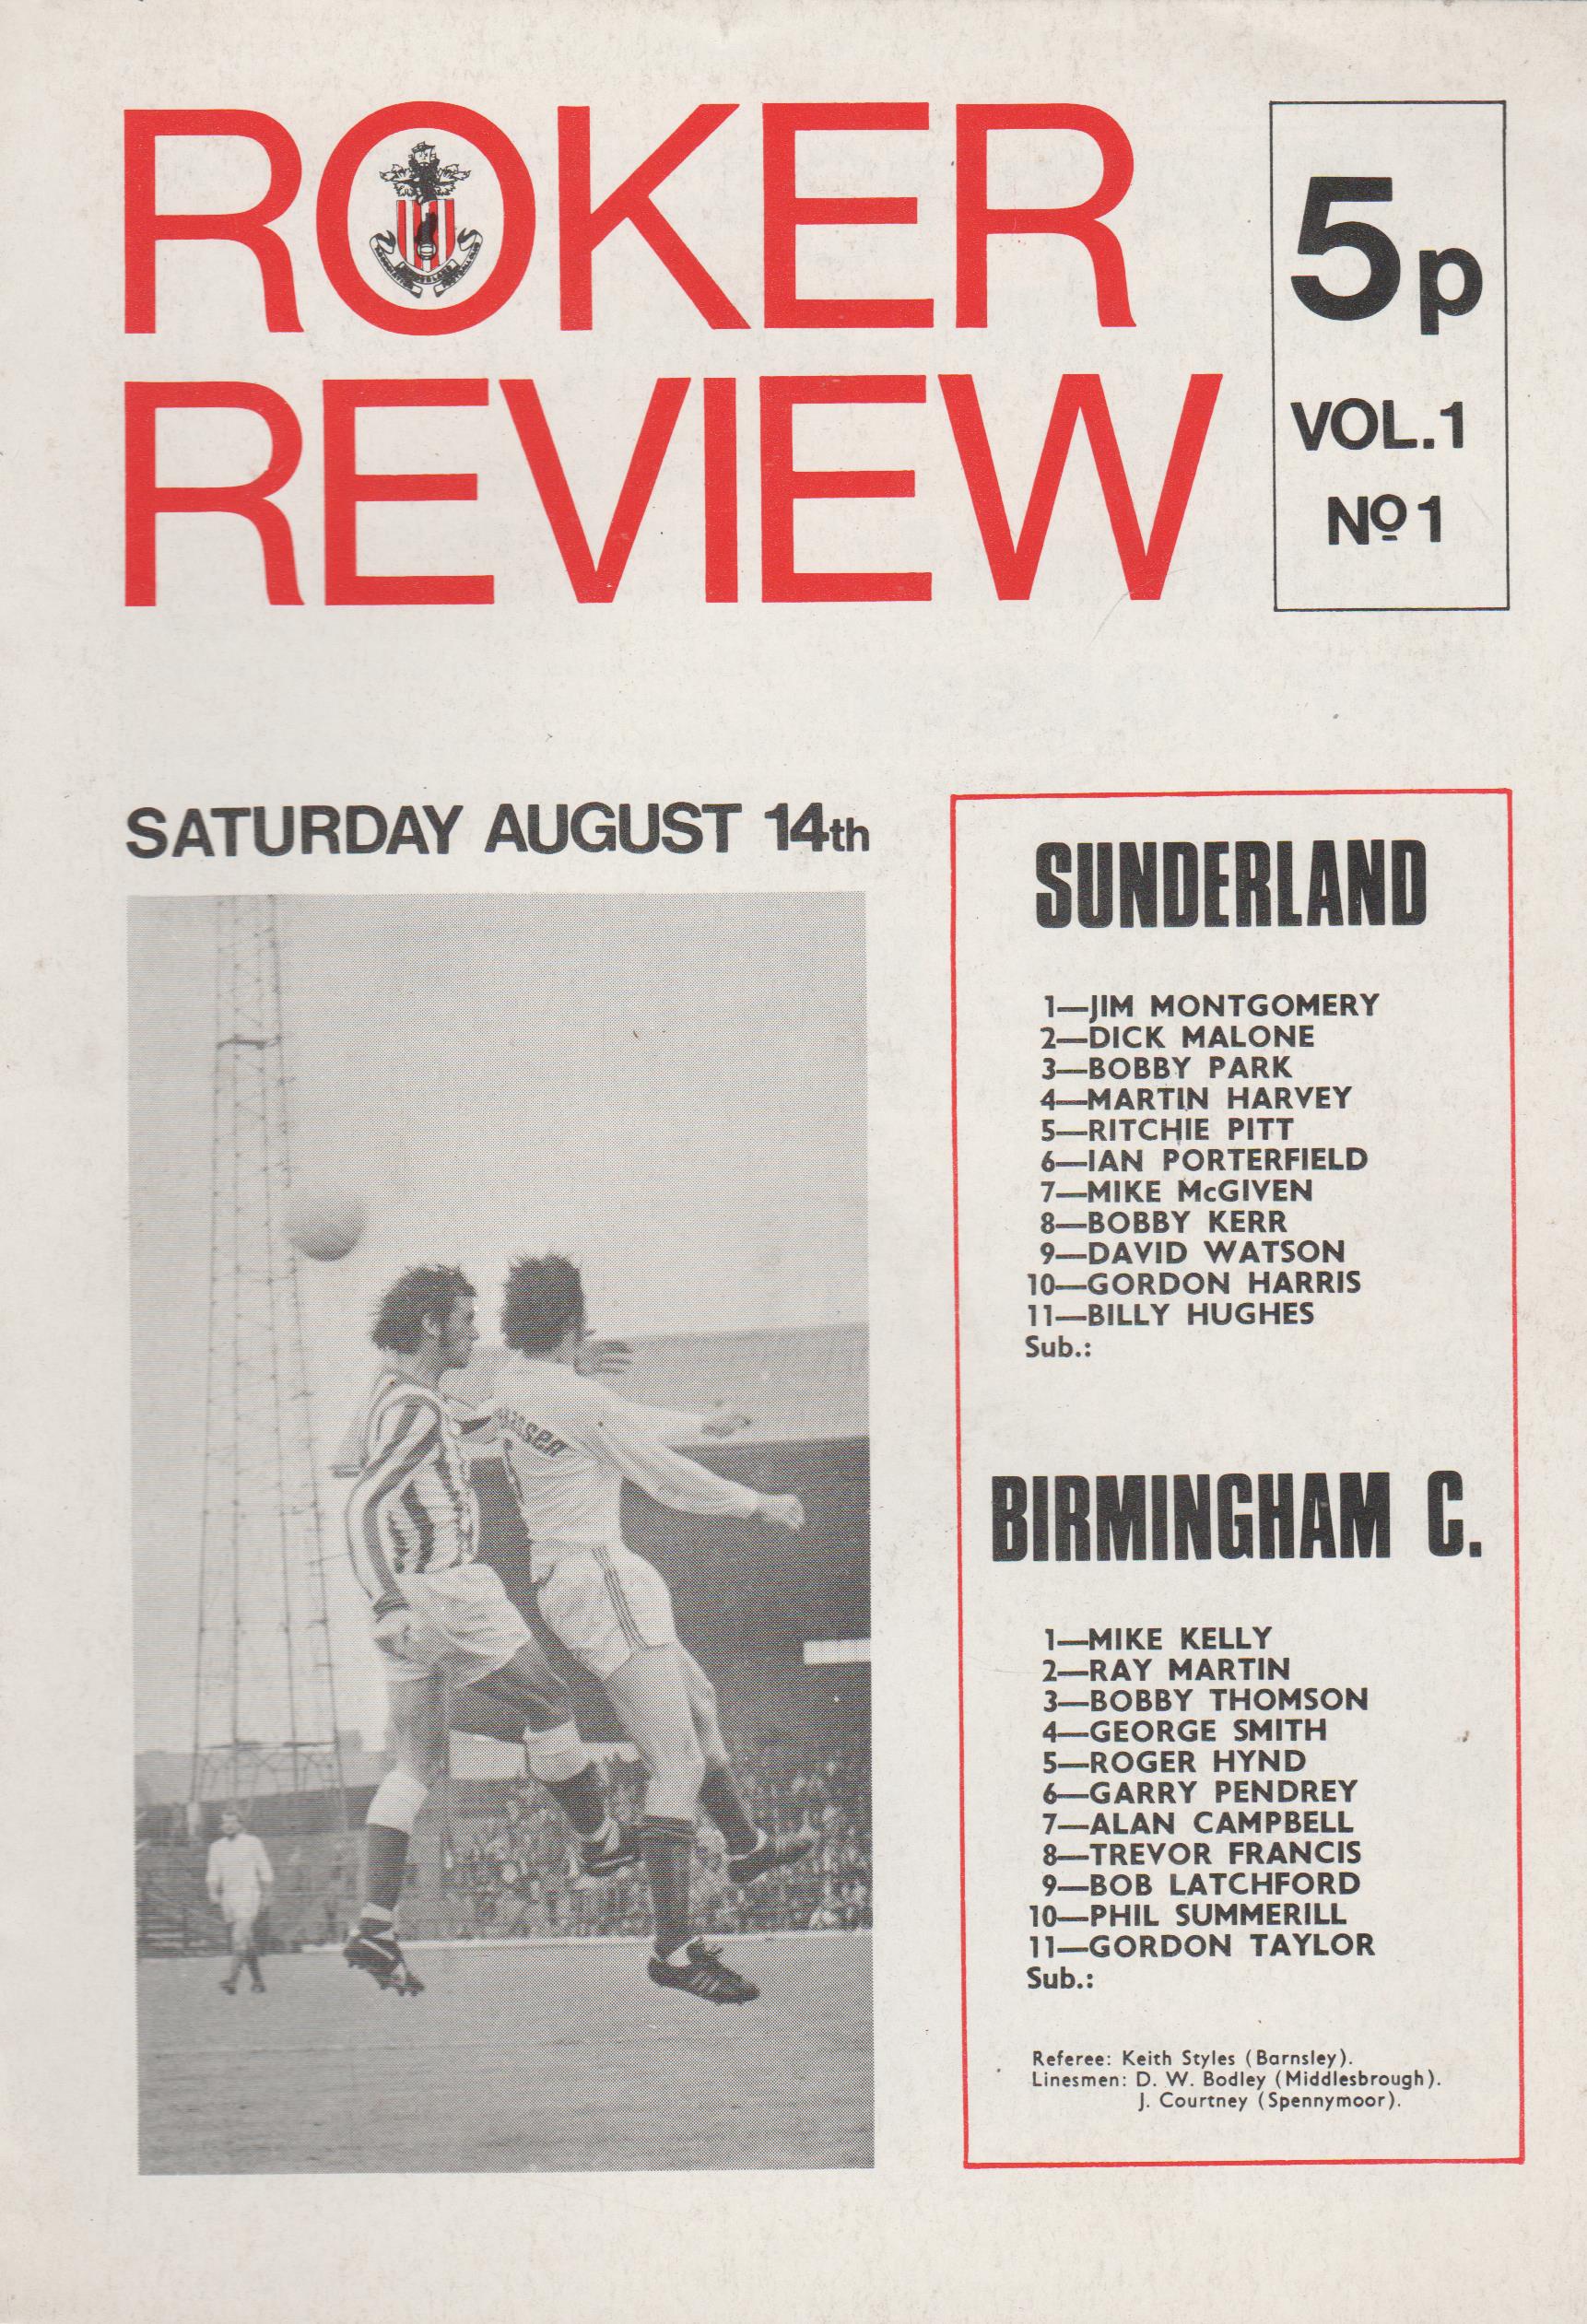 ROKER
REVIEW
5p
VOL.1
Nº1
SATURDAY AUGUST 14th
SUNDERLAND
1—JIM MONTGOMERY
2—DICK MALONE
3—BOBBY PARK
4—MARTIN HARVEY
5—RITCHIE PITT
6—IAN PORTERFIELD
7—MIKE McGIVEN
8—BOBBY KERR
9—DAVID WATSON
10—GORDON HARRIS
11—BILLY HUGHES
Sub.:
BIRMINGHAM C.
1—MIKE KELLY
2—RAY MARTIN
3—BOBBY THOMSON
4—GEORGE SMITH
5—ROGER HYND
6—GARRY PENDREY
7—ALAN CAMPBELL
8—TREVOR FRANCIS
9—BOB LATCHFORD
10—PHIL SUMMERILL
11—GORDON TAYLOR
Sub.:
Referee: Keith Styles (Barnsley).
Linesmen: D. W. Bodley (Middlesbrough).
J. Courtney (Spennymoor).